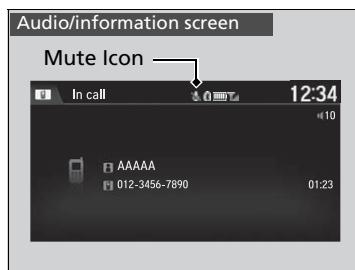 Audio/information screen
Mute Icon
In call 12:34
10
AAAAA
012-3456-7890 01:23